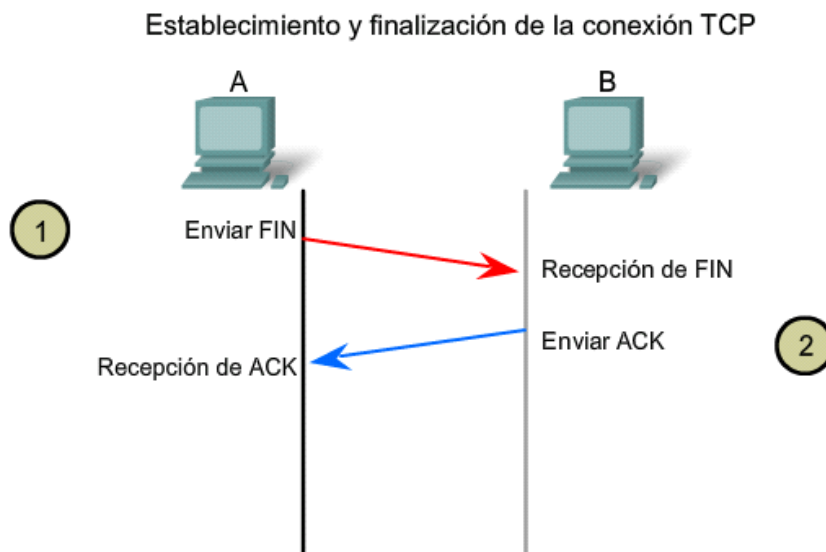 Establecimiento y finalización de la conexión TCP
A
B
1
Enviar FIN
Recepción de FIN
Enviar ACK
2
Recepción de ACK